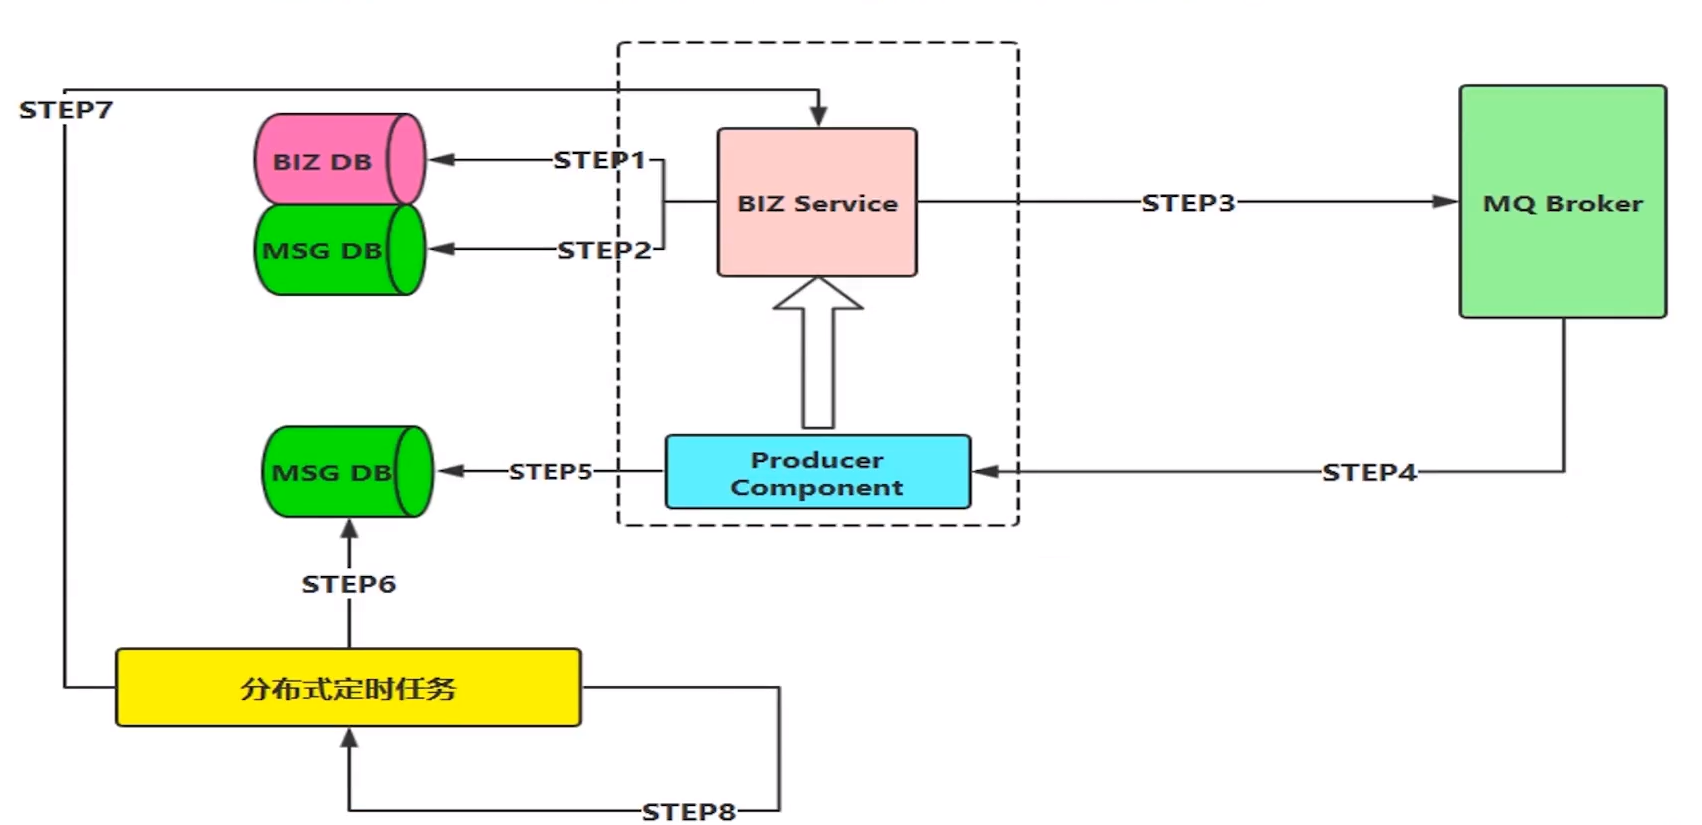 STEP7
BIZ DB
STEP1
BIZ Service
STEP3
MQ Broker
MSG DB
STEP2
MSG DB
STEP5
Producer
Component
STEP4
STEP6
分布式定时任务
STEP8